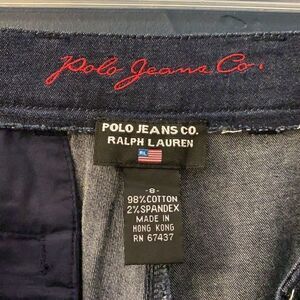 Polo Jeans Co.
POLO JEANS CO.
RALPH LAUREN
RL
-8-
98%COTTON
2%SPANDEX
MADE IN
HONG KONG
RN 67437